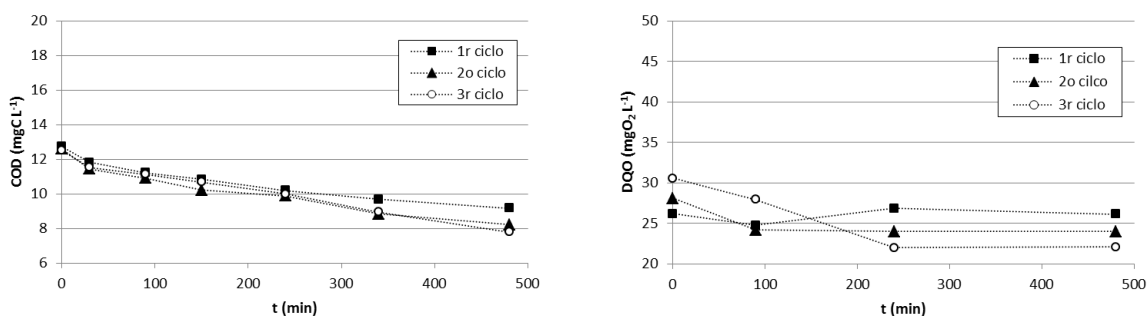 20
18
16
14
12
10
8
6
COD (mgC L⁻¹)
0 100 200 300 400 500
t (min)
1r ciclo
2o ciclo
3r ciclo
50
45
40
35
30
25
20
DQO (mgO₂ L⁻¹)
0 100 200 300 400 500
t (min)
1r ciclo
2o cilco
3r ciclo